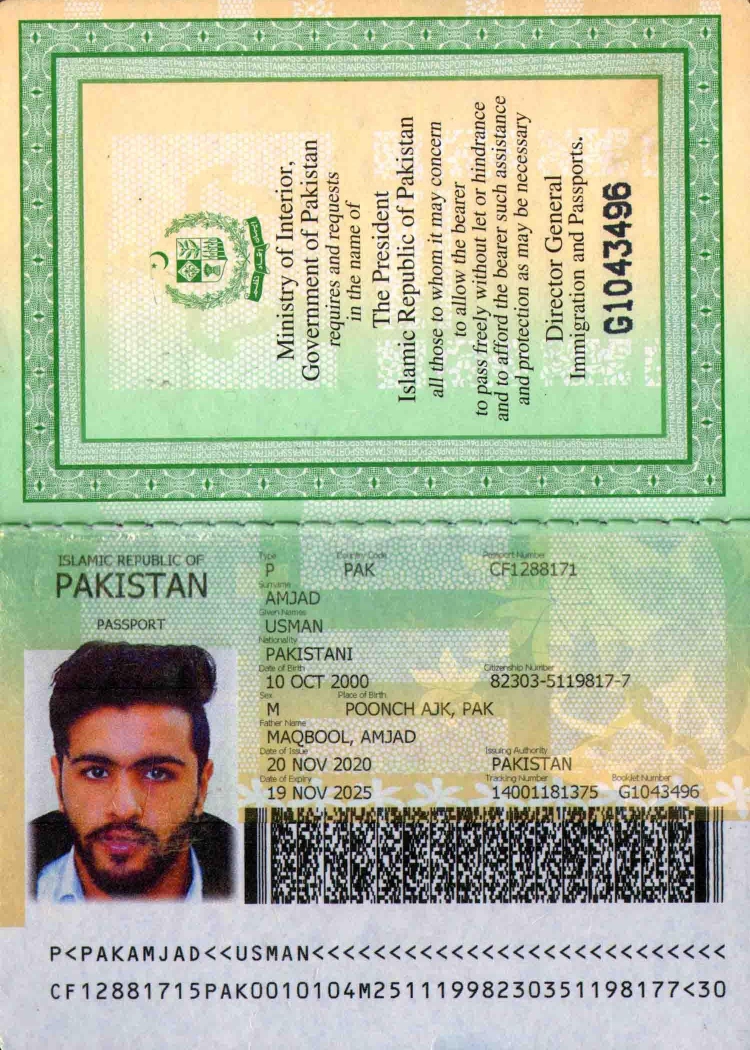 Ministry of Interior,
Government of Pakistan
requires and requests
in the name of
The President
Islamic Republic of Pakistan
all those to whom it may concern
to allow the bearer
to pass freely without let or hindrance
and to afford the bearer such assistance
and protection as may be necessary
Director General
Immigration and Passports.
G1043496
ISLAMIC REPUBLIC OF
PAKISTAN
PASSPORT
Type Country Code Passport Number
P PAK CF1288171
Surname
AMJAD
Given Names
USMAN
Nationality
PAKISTANI
Date of Birth Citizenship Number
10 OCT 2000 82303-5119817-7
Sex Place of Birth
M POONCH AJK, PAK
Father Name
MAQBOOL, AMJAD
Date of Issue Issuing Authority
20 NOV 2020 PAKISTAN
Date of Expiry Tracking Number Booklet Number
19 NOV 2025 14001181375 G1043496
P<PAKAMJAD<<USMAN<<<<<<<<<<<<<<<<<<<<<<<<<<<
CF12881715PAK0010104M25111998230351198177<30